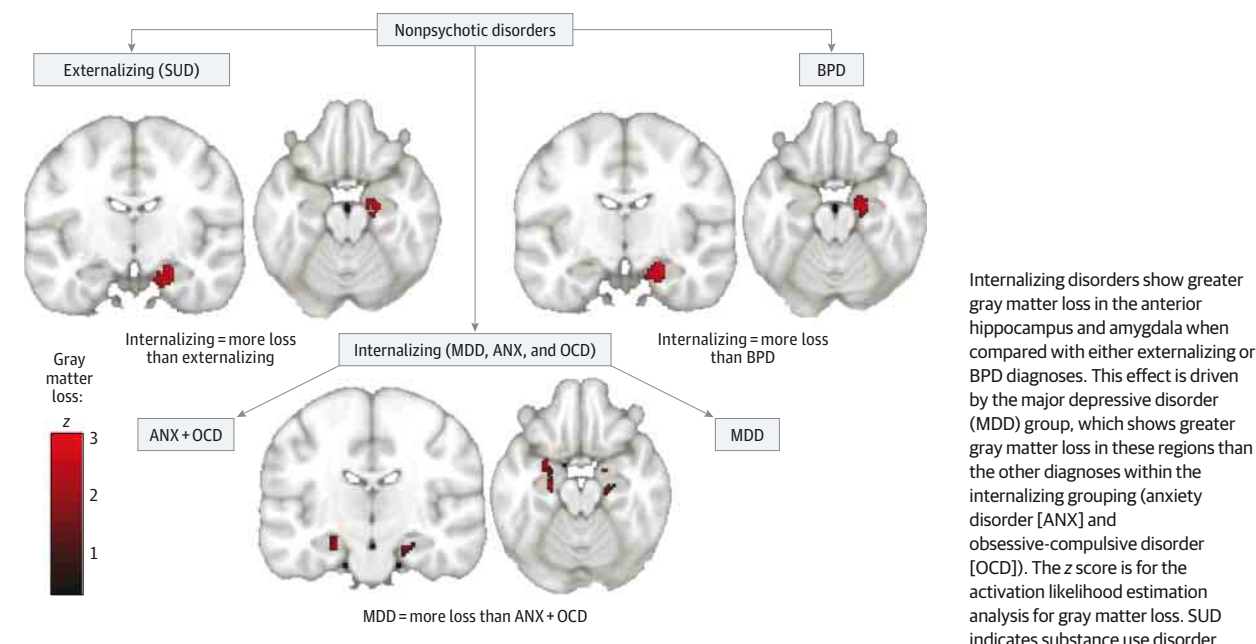 Nonpsychotic disorders
Externalizing (SUD)
BPD
Internalizing = more loss
than externalizing
Internalizing = more loss
than BPD
Internalizing (MDD, ANX, and OCD)
Gray
matter
loss:
z
3
2
1
ANX + OCD
MDD
MDD = more loss than ANX + OCD
Internalizing disorders show greater
gray matter loss in the anterior
hippocampus and amygdala when
compared with either externalizing or
BPD diagnoses. This effect is driven
by the major depressive disorder
(MDD) group, which shows greater
gray matter loss in these regions than
the other diagnoses within the
internalizing grouping (anxiety
disorder [ANX] and
obsessive-compulsive disorder
[OCD]). The z score is for the
activation likelihood estimation
analysis for gray matter loss. SUD
indicates substance use disorder